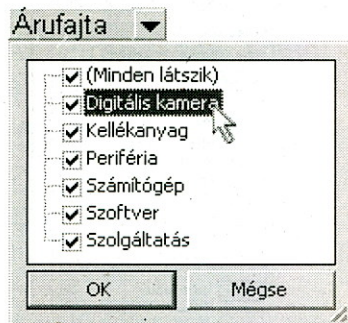 Árufajta
(Minden látszik)
Digitális kamera
Kellékanyag
Periféria
Számítógép
Szoftver
Szolgáltatás
OK Mégse